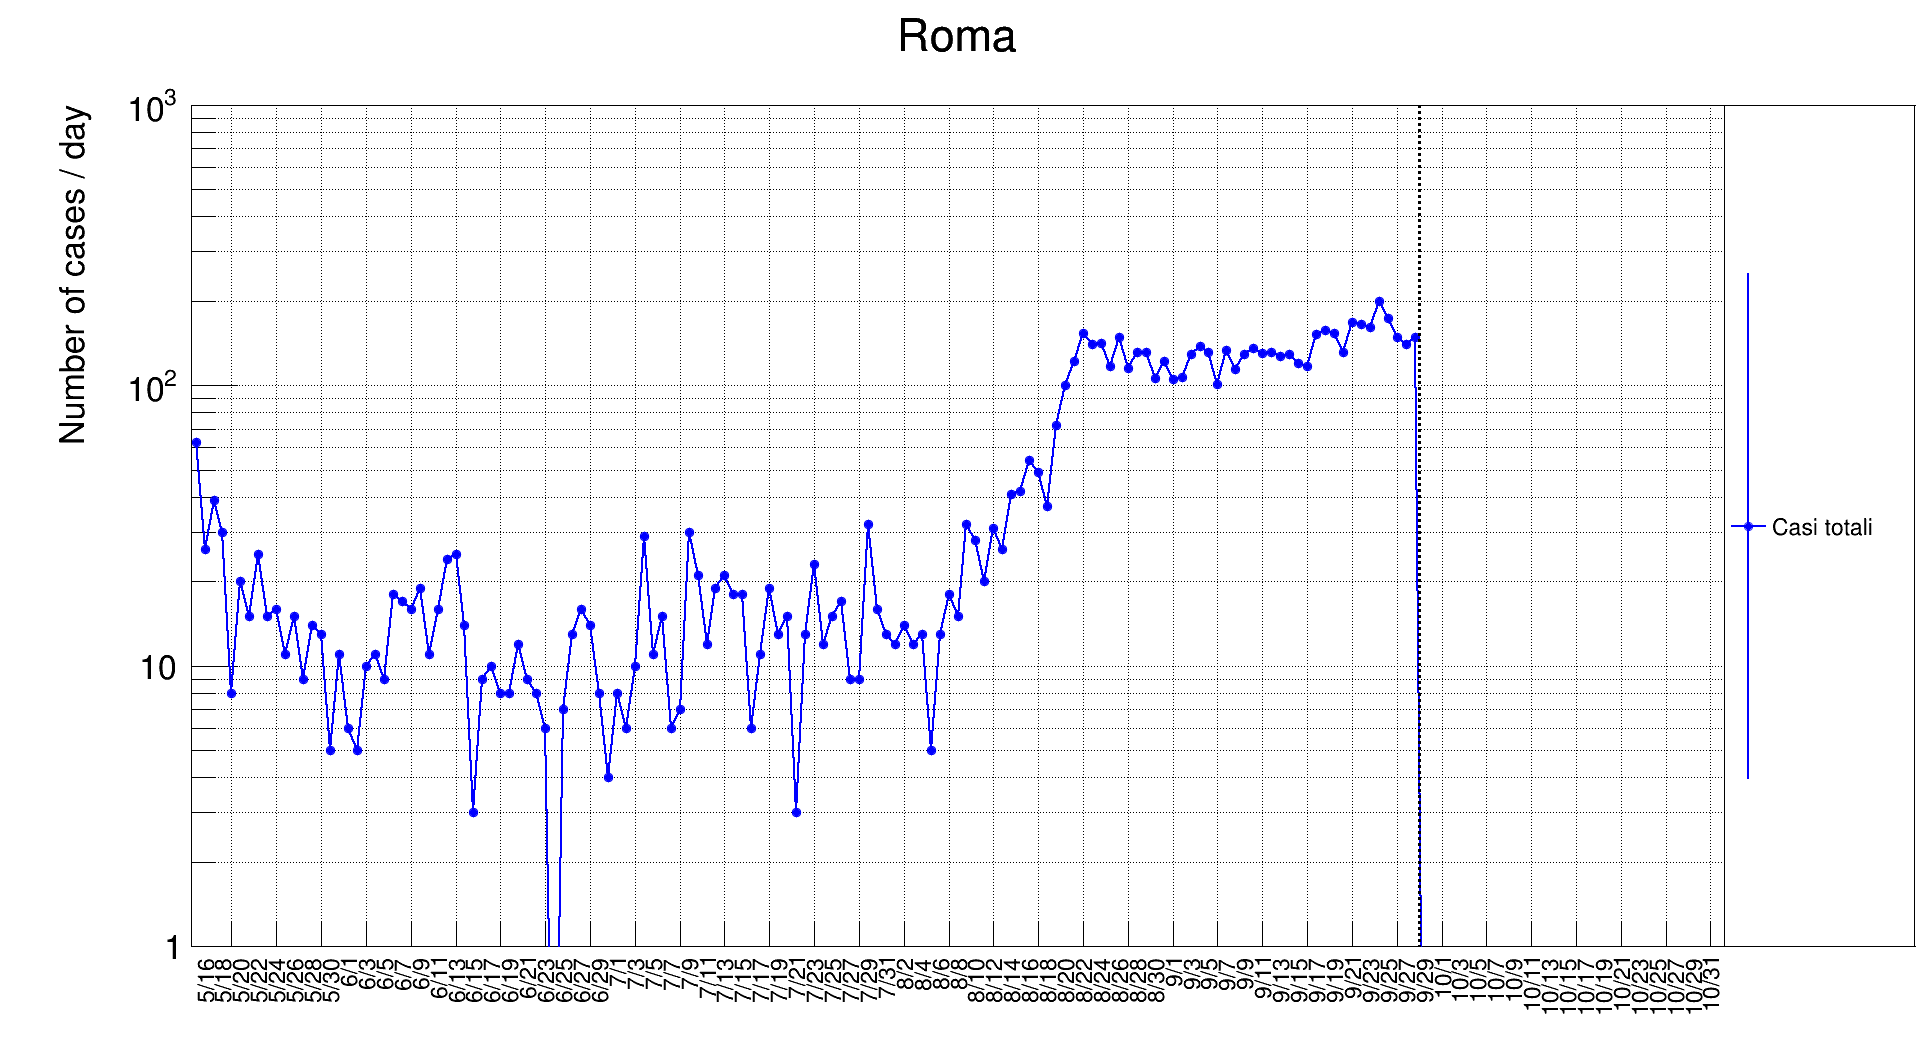 Roma
Number of cases / day
10³
10²
10
1
Casi totali
5/16 5/18 5/20 5/22 5/24 5/26 5/28 5/30 6/1 6/3 6/5 6/7 6/9 6/11 6/13 6/15 6/17 6/19 6/21 6/23 6/25 6/27 6/29 7/1 7/3 7/5 7/7 7/9 7/11 7/13 7/15 7/17 7/19 7/21 7/23 7/25 7/27 7/29 7/31 8/2 8/4 8/6 8/8 8/10 8/12 8/14 8/16 8/18 8/20 8/22 8/24 8/26 8/28 8/30 9/1 9/3 9/5 9/7 9/9 9/11 9/13 9/15 9/17 9/19 9/21 9/23 9/25 9/27 9/29 10/1 10/3 10/5 10/7 10/9 10/11 10/13 10/15 10/17 10/19 10/21 10/23 10/25 10/27 10/29 10/31